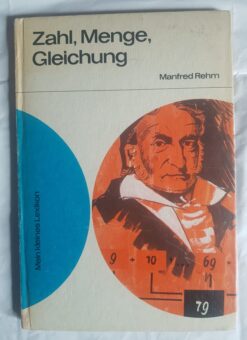 Zahl, Menge,
Gleichung
Manfred Rehm
Mein kleines Lexikon
9 + 10 + 69
79